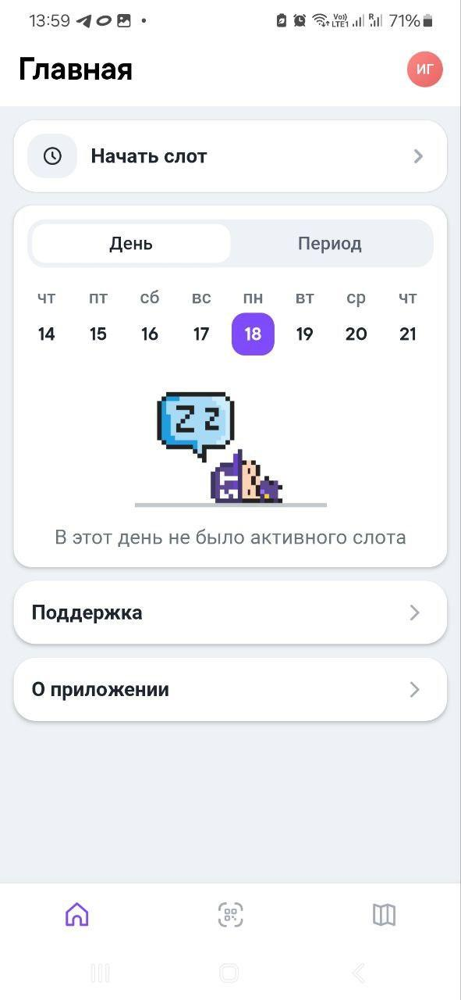 13:59 Vo)) LTE1 R 71%
Главная ИГ
Начать слот
День Период
чт пт сб вс пн вт ср чт
14 15 16 17 18 19 20 21
Z Z
В этот день не было активного слота
Поддержка
О приложении